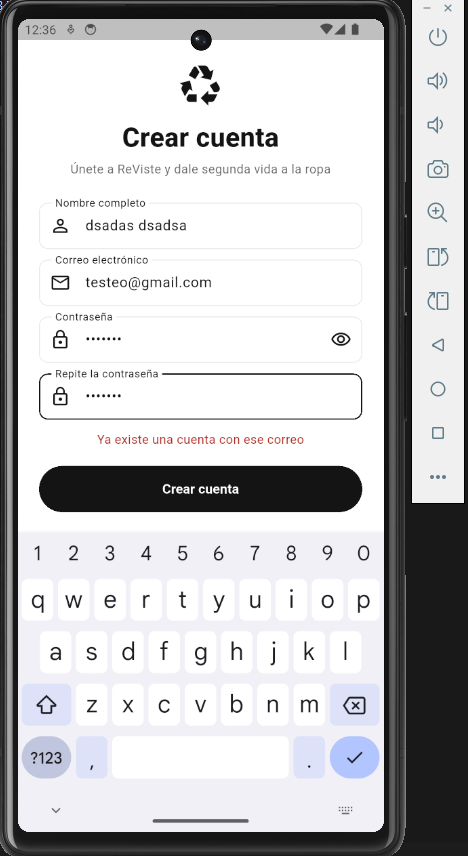 12:36
Crear cuenta
Únete a ReViste y dale segunda vida a la ropa
Nombre completo
dsadas dsadsa
Correo electrónico
testeo@gmail.com
Contraseña
•••••••
Repite la contraseña
•••••••
Ya existe una cuenta con ese correo
Crear cuenta
1 2 3 4 5 6 7 8 9 0
q w e r t y u i o p
a s d f g h j k l
z x c v b n m
?123 , .